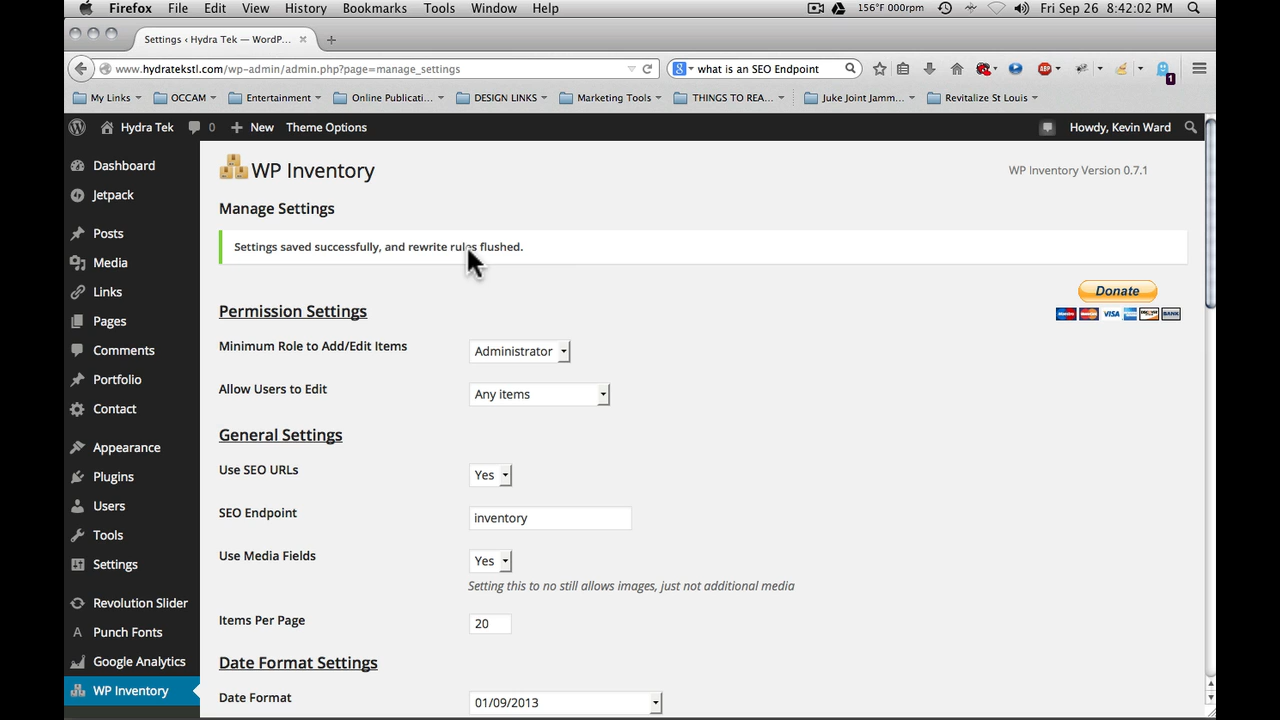 Firefox File Edit View History Bookmarks Tools Window Help 156°F 000rpm Fri Sep 26 8:42:02 PM
Settings ‹ Hydra Tek — WordP...
www.hydratekstl.com/wp-admin/admin.php?page=manage_settings what is an SEO Endpoint ABP 1
My Links OCCAM Entertainment Online Publicati... DESIGN LINKS Marketing Tools THINGS TO REA... Juke Joint Jamm... Revitalize St Louis
Hydra Tek 0 New Theme Options Howdy, Kevin Ward
Dashboard
Jetpack
Posts
Media
Links
Pages
Comments
Portfolio
Contact
Appearance
Plugins
Users
Tools
Settings
Revolution Slider
Punch Fonts
Google Analytics
WP Inventory
WP Inventory
WP Inventory Version 0.7.1
Manage Settings
Settings saved successfully, and rewrite rules flushed.
Donate
VISA BANK
Permission Settings
Minimum Role to Add/Edit Items Administrator
Allow Users to Edit Any items
General Settings
Use SEO URLs Yes
SEO Endpoint inventory
Use Media Fields Yes
Setting this to no still allows images, just not additional media
Items Per Page 20
Date Format Settings
Date Format 01/09/2013